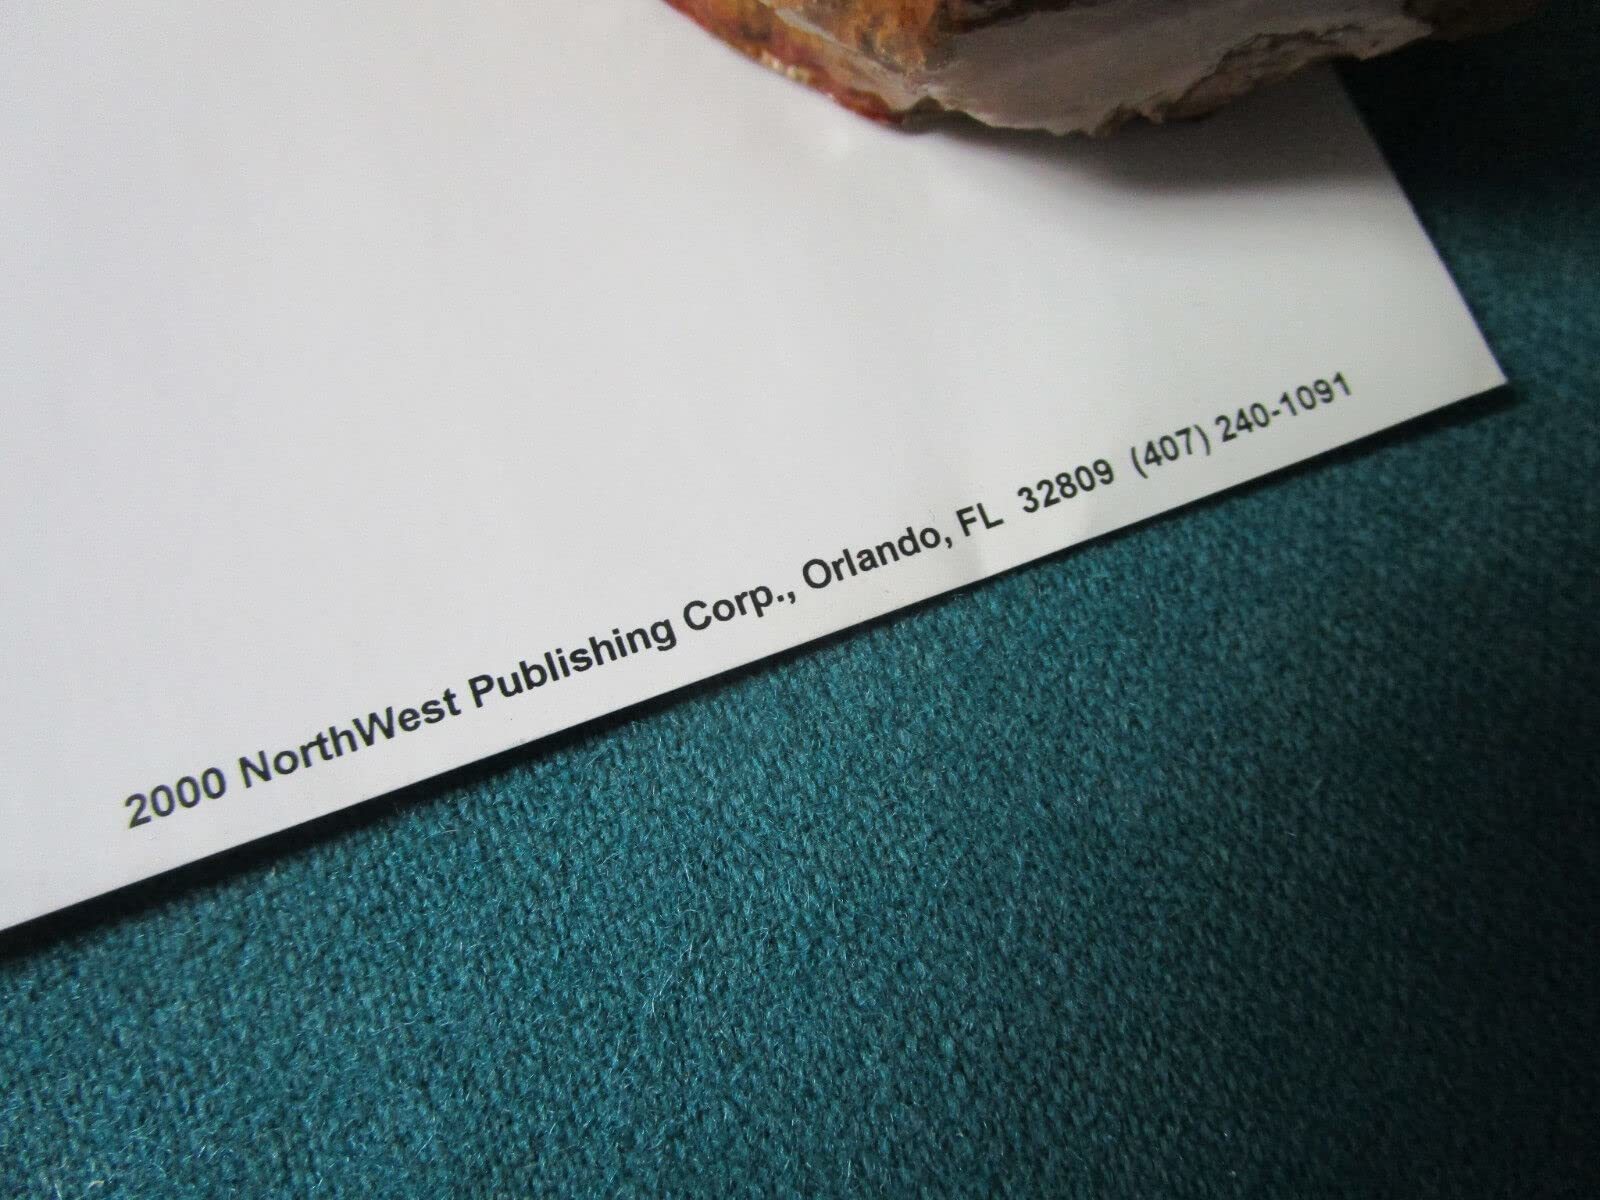 2000 NorthWest Publishing Corp., Orlando, FL 32809 (407) 240-1091